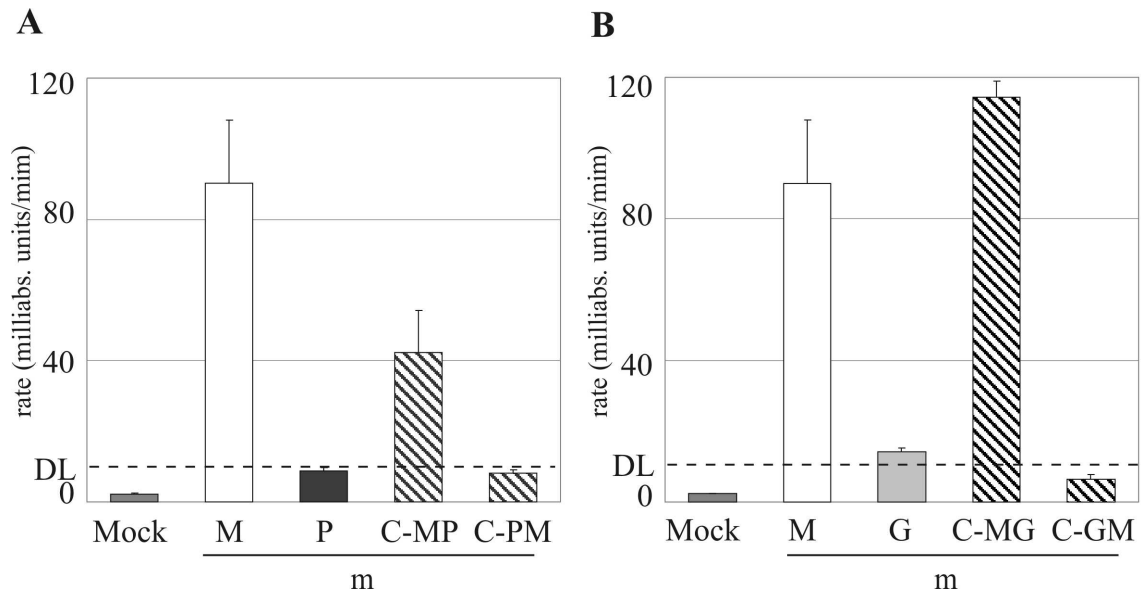 A
rate (milliabs. units/mim)
120
80
40
DL
0
Mock M P C-MP C-PM
m
B
rate (milliabs. units/mim)
120
80
40
DL
0
Mock M G C-MG C-GM
m